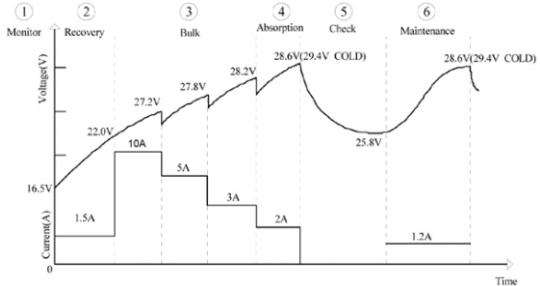 1 2 3 4 5 6
Monitor Recovery Bulk Absorption Check Maintenance
Voltage(V)
28.6V(29.4V COLD) 28.6V(29.4V COLD)
28.2V
27.8V
27.2V
22.0V
25.8V
16.5V
10A
5A
3A
2A
1.5A
1.2A
Current(A)
0
Time